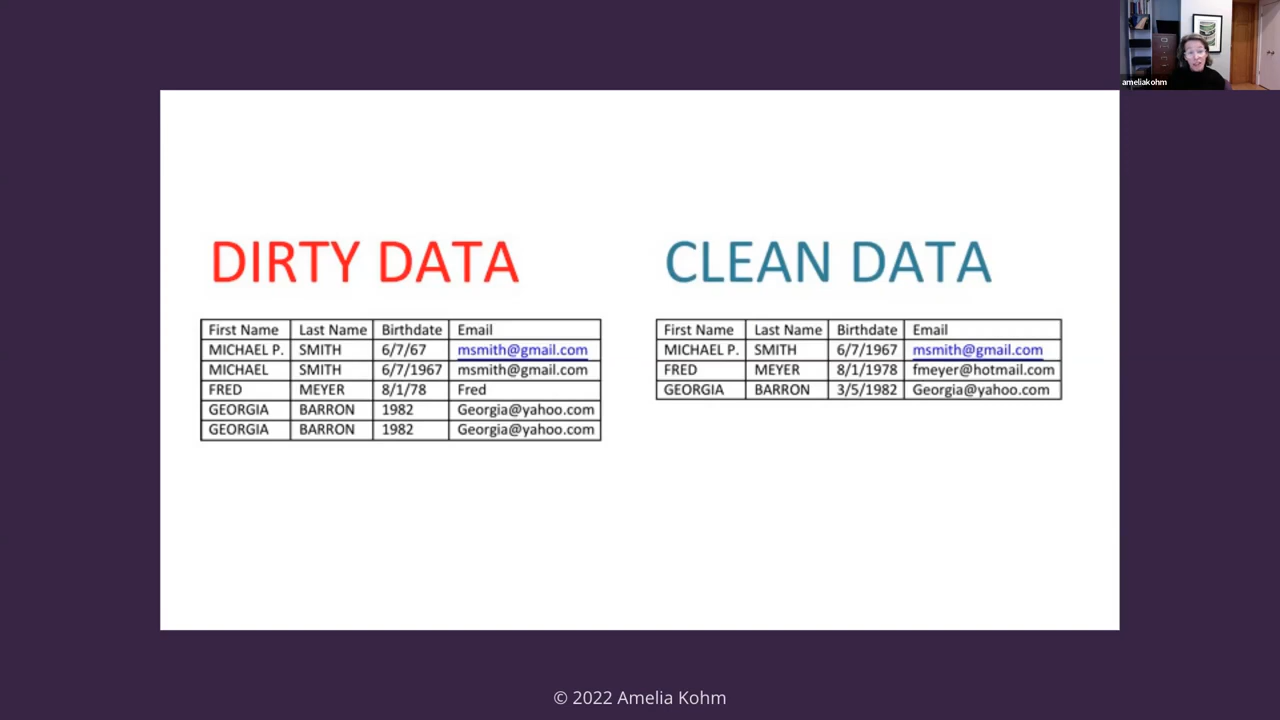 ameliakohm
DIRTY DATA
First Name Last Name Birthdate Email
MICHAEL P. SMITH 6/7/67 msmith@gmail.com
MICHAEL SMITH 6/7/1967 msmith@gmail.com
FRED MEYER 8/1/78 Fred
GEORGIA BARRON 1982 Georgia@yahoo.com
GEORGIA BARRON 1982 Georgia@yahoo.com
CLEAN DATA
First Name Last Name Birthdate Email
MICHAEL P. SMITH 6/7/1967 msmith@gmail.com
FRED MEYER 8/1/1978 fmeyer@hotmail.com
GEORGIA BARRON 3/5/1982 Georgia@yahoo.com
© 2022 Amelia Kohm